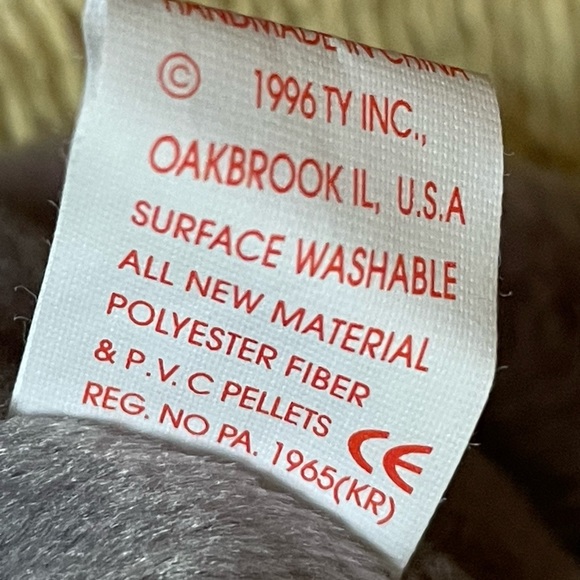 HANDMADE IN CHINA
© 1996 TY INC.,
OAKBROOK IL, U.S.A
SURFACE WASHABLE
ALL NEW MATERIAL
POLYESTER FIBER
& P.V.C PELLETS
REG. NO PA. 1965(KR)
CE